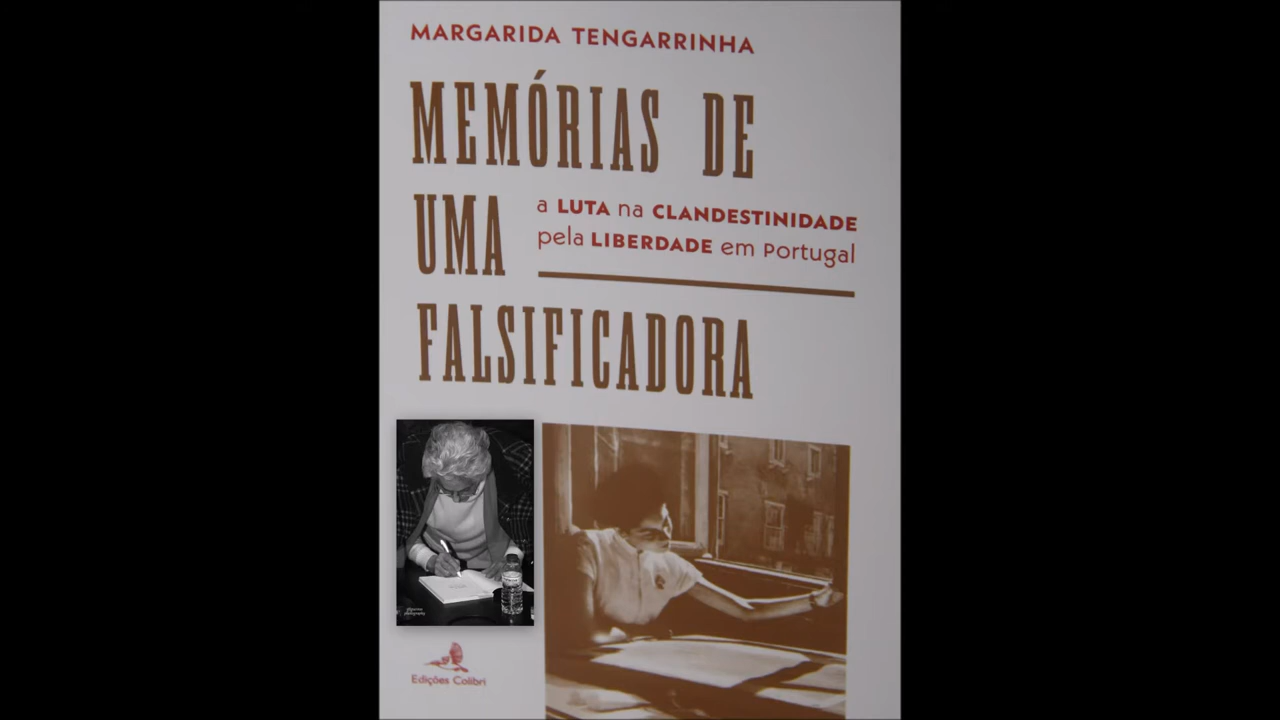 MARGARIDA TENGARRINHA
MEMÓRIAS DE
UMA
a LUTA na CLANDESTINIDADE
pela LIBERDADE em Portugal
FALSIFICADORA
Edições Colibri